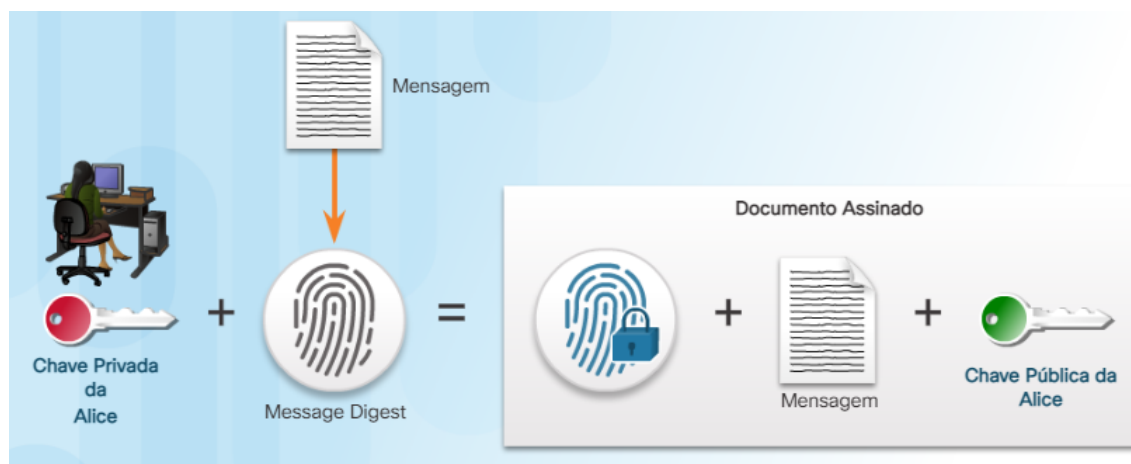 Mensagem
Documento Assinado
Chave Privada
da
Alice
Message Digest
Mensagem
Chave Pública da
Alice